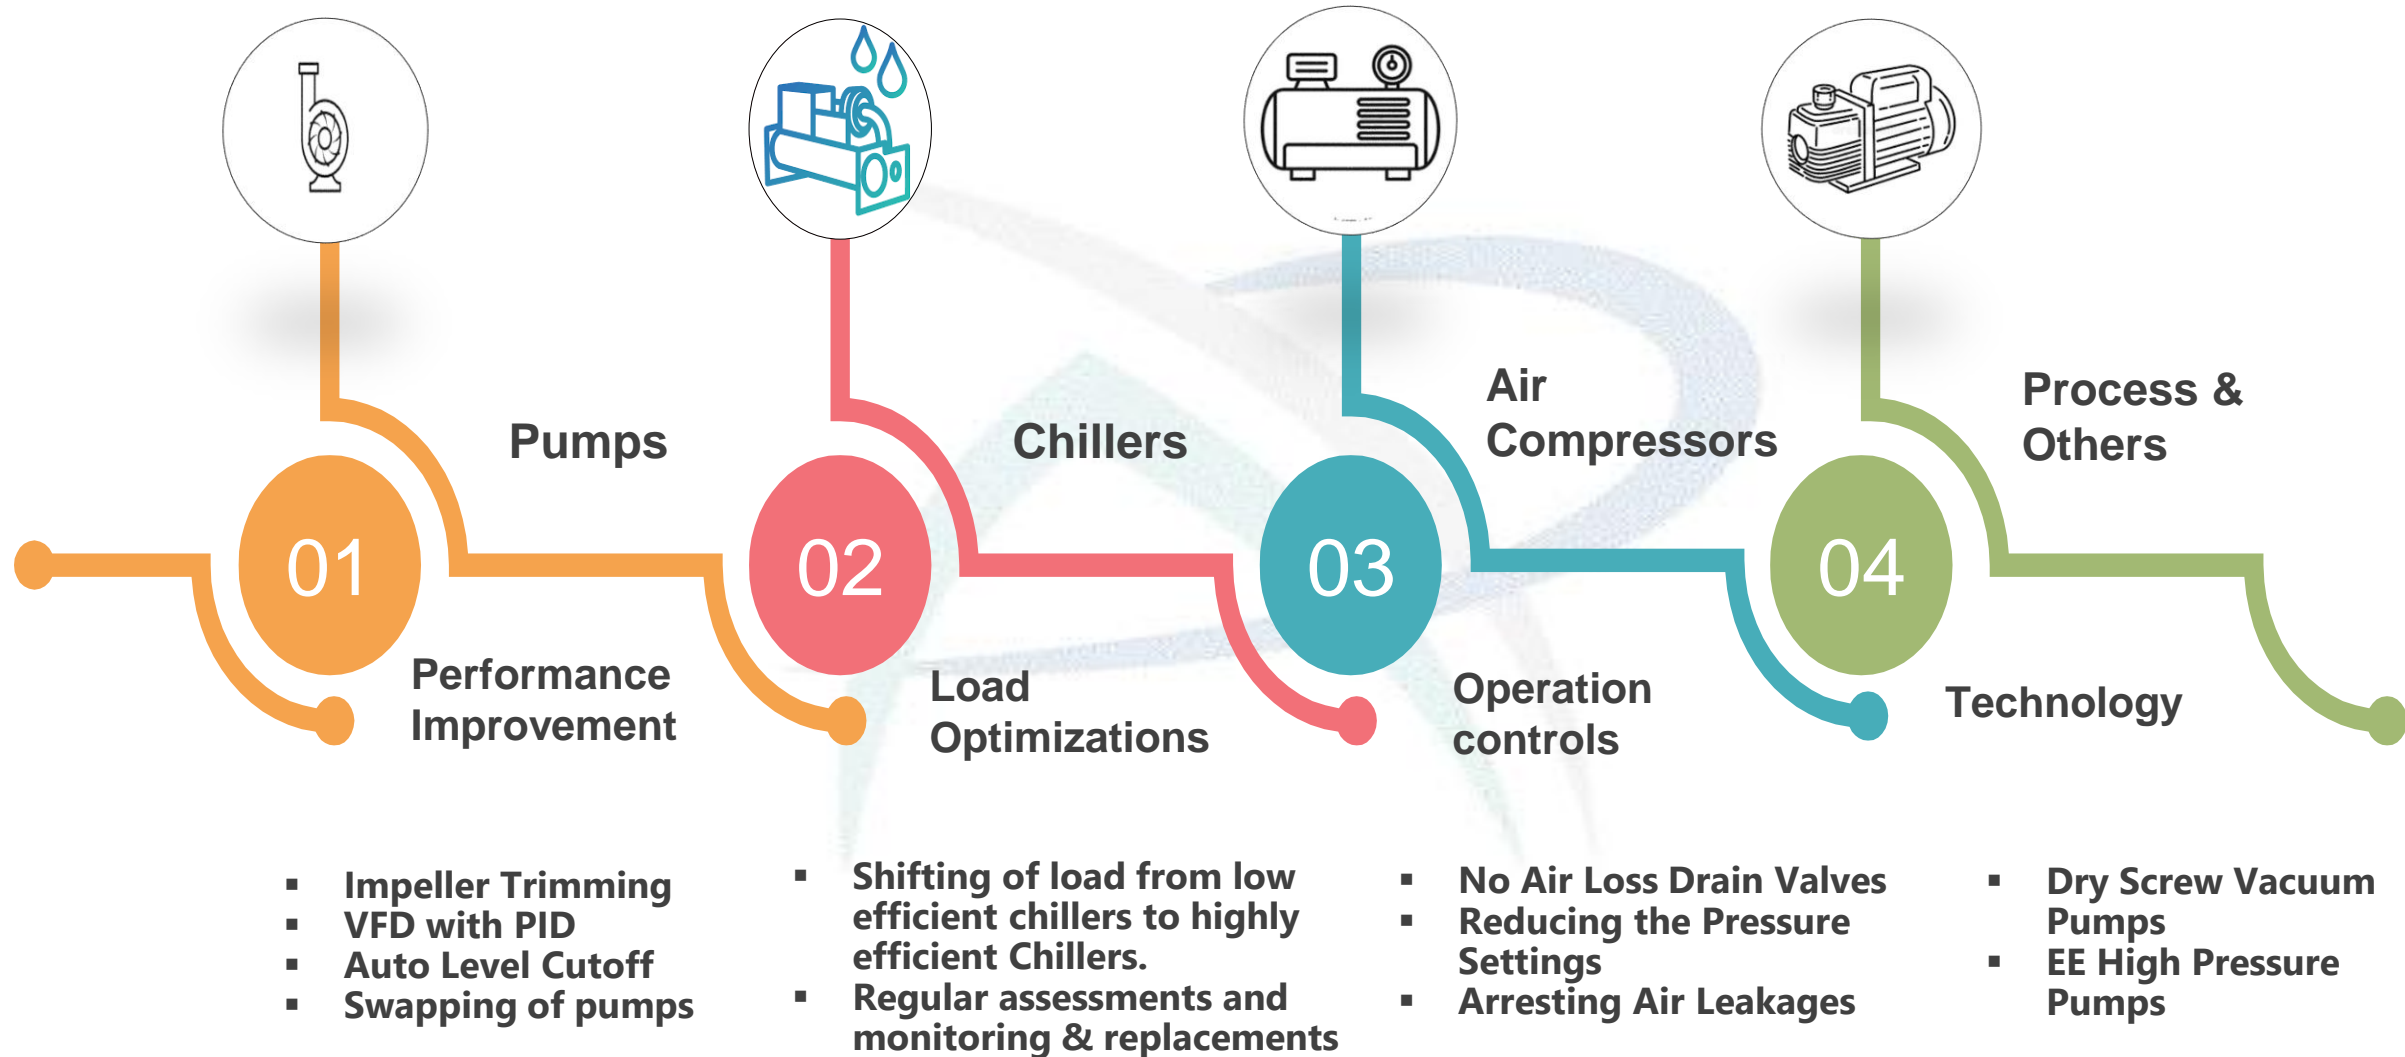 Pumps
Chillers
Air
Compressors
Process &
Others
01
02
03
04
Performance
Improvement
Load
Optimizations
Operation
controls
Technology
▪ Impeller Trimming
▪ VFD with PID
▪ Auto Level Cutoff
▪ Swapping of pumps
▪ Shifting of load from low
efficient chillers to highly
efficient Chillers.
▪ Regular assessments and
monitoring & replacements
▪ No Air Loss Drain Valves
▪ Reducing the Pressure
Settings
▪ Arresting Air Leakages
▪ Dry Screw Vacuum
Pumps
▪ EE High Pressure
Pumps